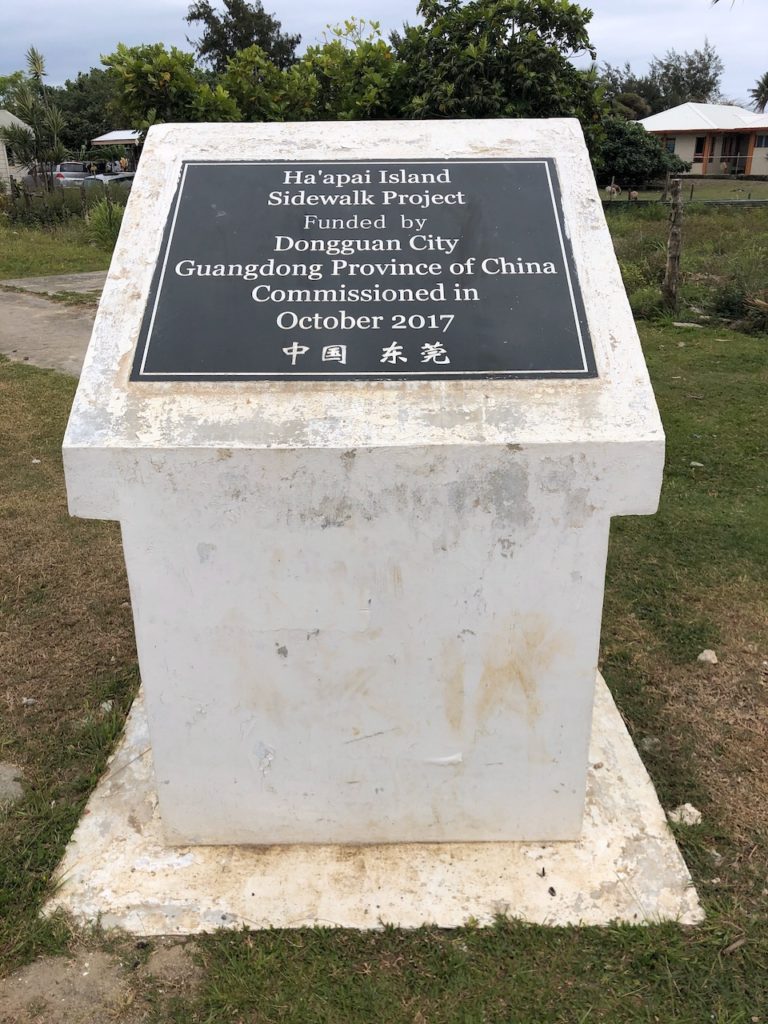 Ha'apai Island
Sidewalk Project
Funded by
Dongguan City
Guangdong Province of China
Commissioned in
October 2017
中国 东莞